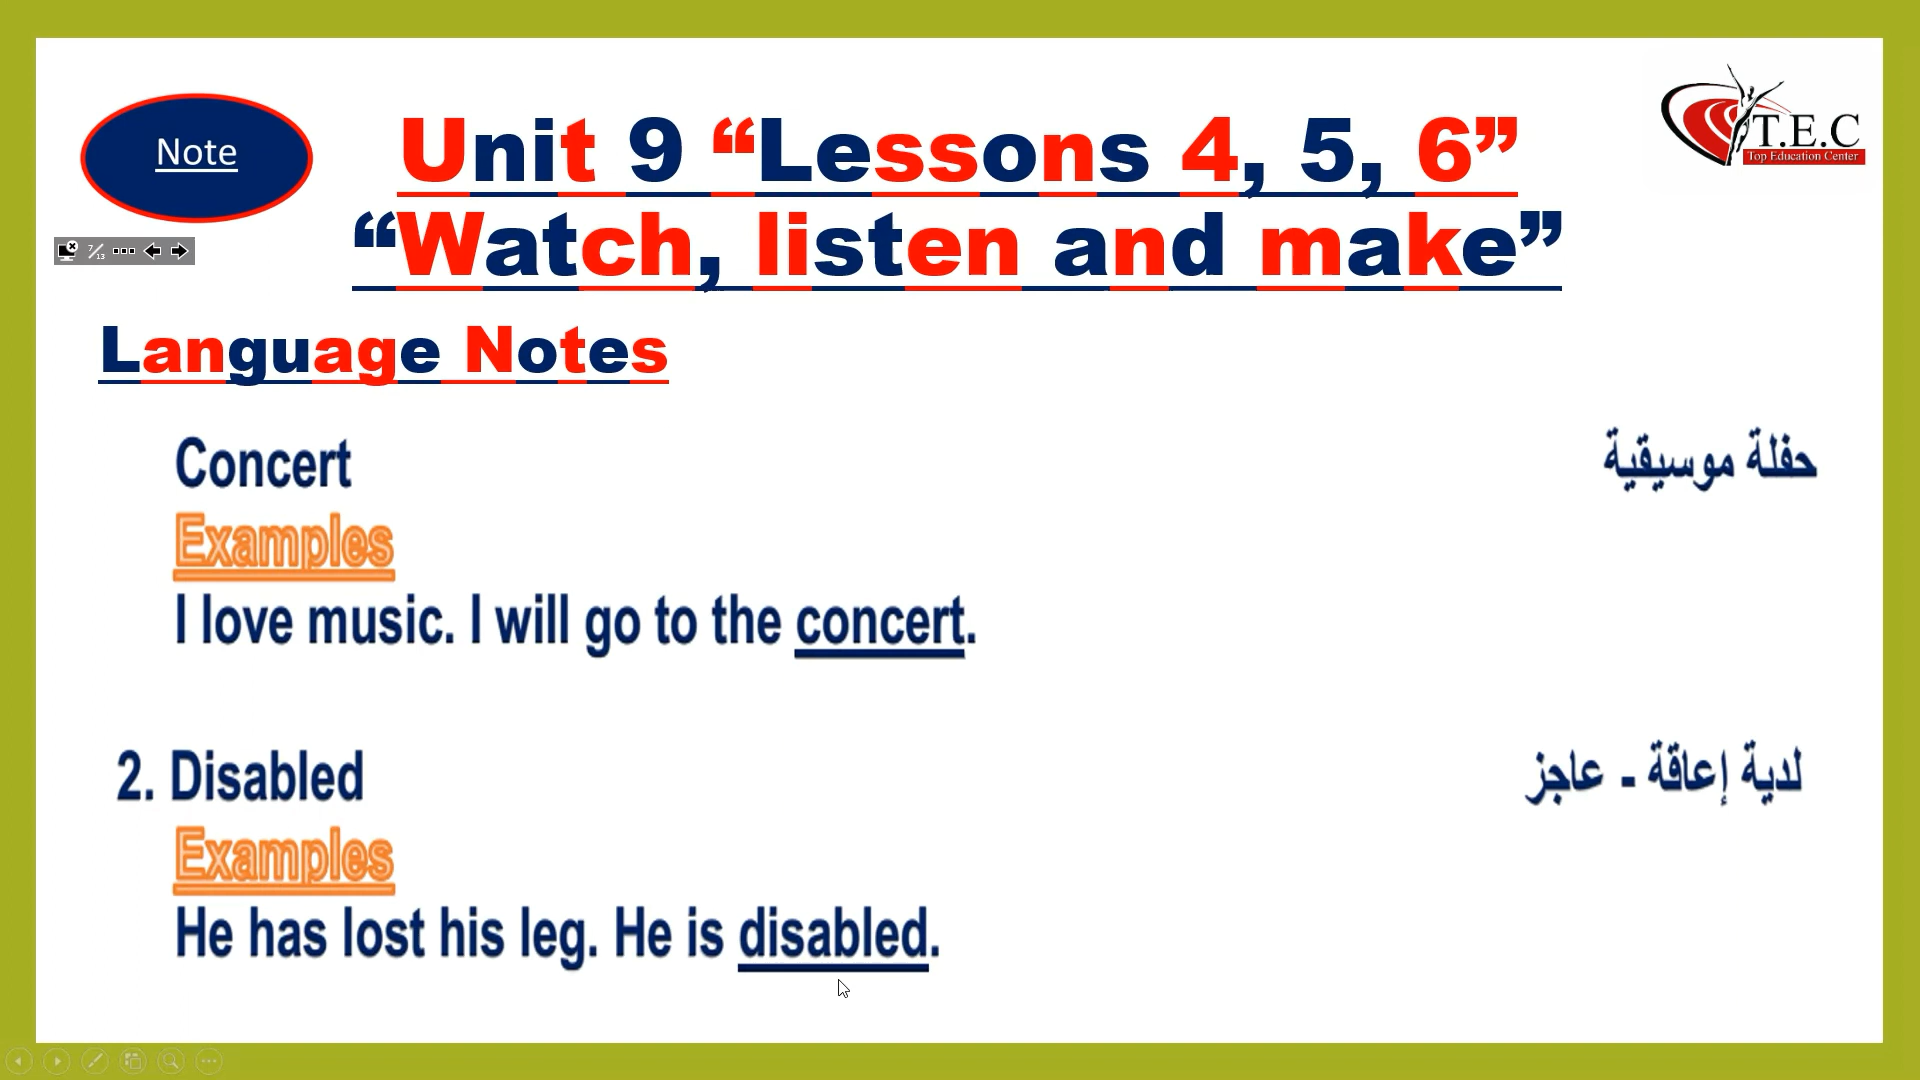 Note
Unit 9 “Lessons 4, 5, 6”
“Watch, listen and make”
T.E.C
Top Education Center
7/13
Language Notes
Concert حفلة موسيقية
Examples
I love music. I will go to the concert.
2. Disabled لدية إعاقة - عاجز
Examples
He has lost his leg. He is disabled.